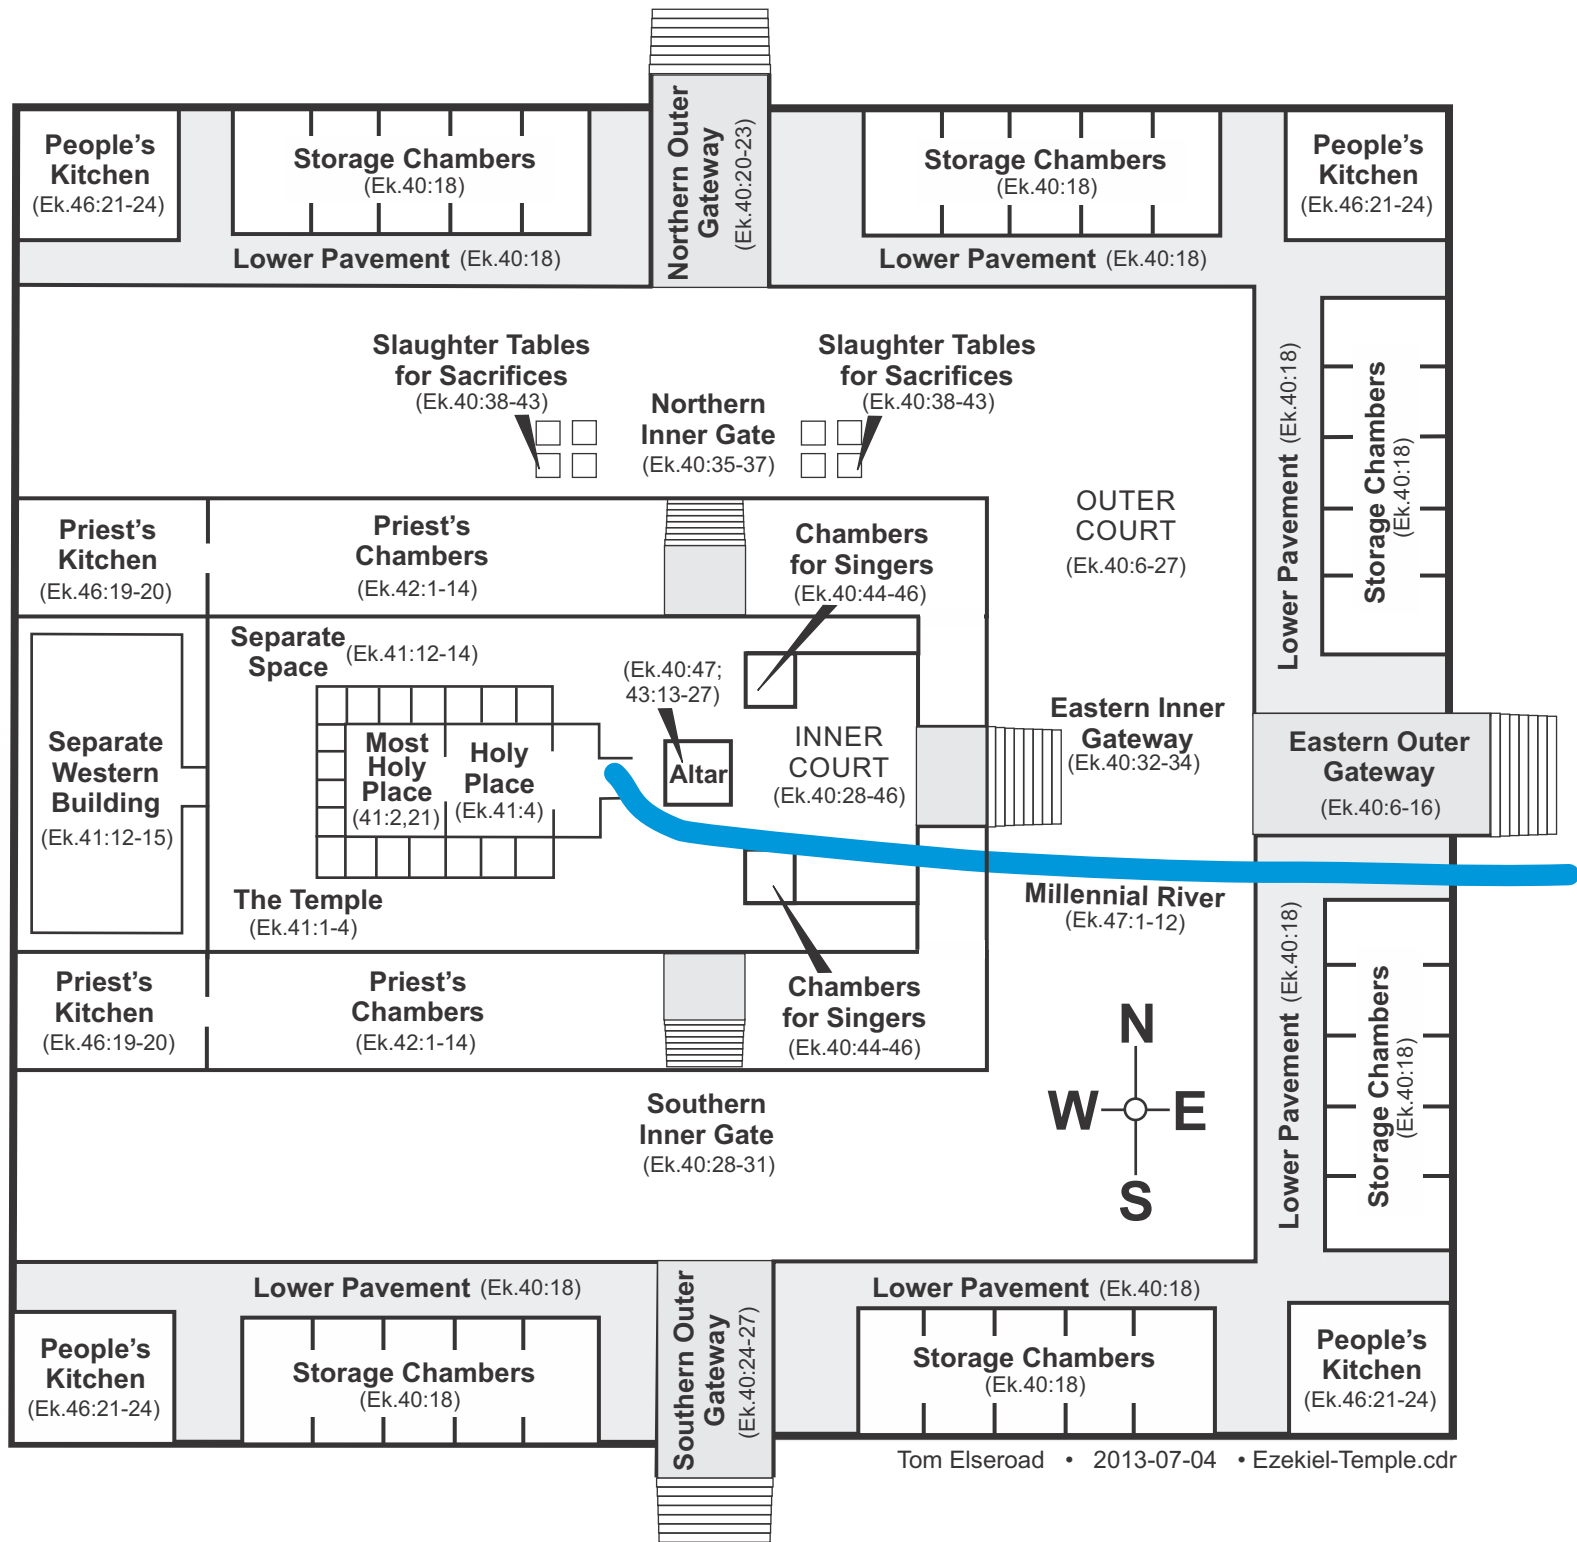 People's
Kitchen
(Ek.46:21-24)
Storage Chambers
(Ek.40:18)
Lower Pavement (Ek.40:18)
Northern Outer
Gateway
(Ek.40:20-23)
Storage Chambers
(Ek.40:18)
Lower Pavement (Ek.40:18)
People's
Kitchen
(Ek.46:21-24)
Slaughter Tables
for Sacrifices
(Ek.40:38-43)
Northern
Inner Gate
(Ek.40:35-37)
Slaughter Tables
for Sacrifices
(Ek.40:38-43)
Lower Pavement (Ek.40:18)
Storage Chambers
(Ek.40:18)
OUTER
COURT
(Ek.40:6-27)
Priest's
Kitchen
(Ek.46:19-20)
Priest's
Chambers
(Ek.42:1-14)
Chambers
for Singers
(Ek.40:44-46)
Separate
Space
(Ek.41:12-14)
(Ek.40:47;
43:13-27)
Separate
Western
Building
(Ek.41:12-15)
Most
Holy
Place
(41:2,21)
Holy
Place
(Ek.41:4)
Altar
INNER
COURT
(Ek.40:28-46)
Eastern Inner
Gateway
(Ek.40:32-34)
Eastern Outer
Gateway
(Ek.40:6-16)
The Temple
(Ek.41:1-4)
Millennial River
(Ek.47:1-12)
Priest's
Kitchen
(Ek.46:19-20)
Priest's
Chambers
(Ek.42:1-14)
Chambers
for Singers
(Ek.40:44-46)
Lower Pavement (Ek.40:18)
Storage Chambers
(Ek.40:18)
N
W E
S
Southern
Inner Gate
(Ek.40:28-31)
Lower Pavement (Ek.40:18)
People's
Kitchen
(Ek.46:21-24)
Storage Chambers
(Ek.40:18)
Southern Outer
Gateway
(Ek.40:24-27)
Lower Pavement (Ek.40:18)
Storage Chambers
(Ek.40:18)
People's
Kitchen
(Ek.46:21-24)
Tom Elseroad • 2013-07-04 • Ezekiel-Temple.cdr